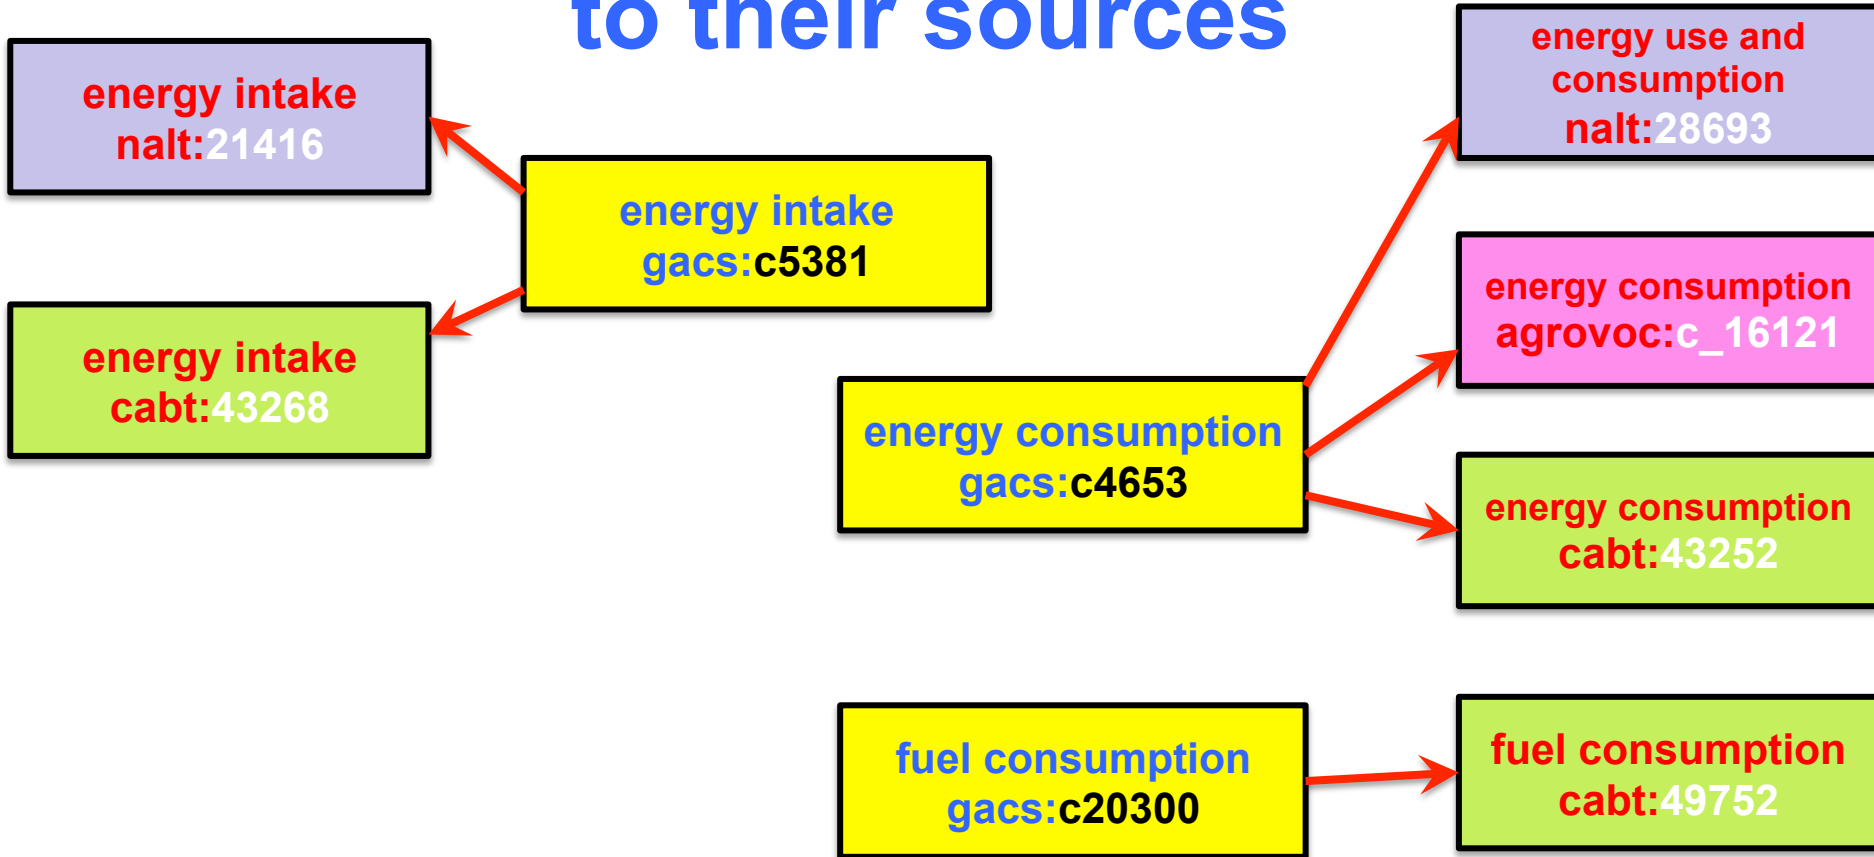 to their sources
energy intake
nalt:21416
energy intake
gacs:c5381
energy intake
cabt:43268
energy use and
consumption
nalt:28693
energy consumption
agrovoc:c_16121
energy consumption
gacs:c4653
energy consumption
cabt:43252
fuel consumption
gacs:c20300
fuel consumption
cabt:49752